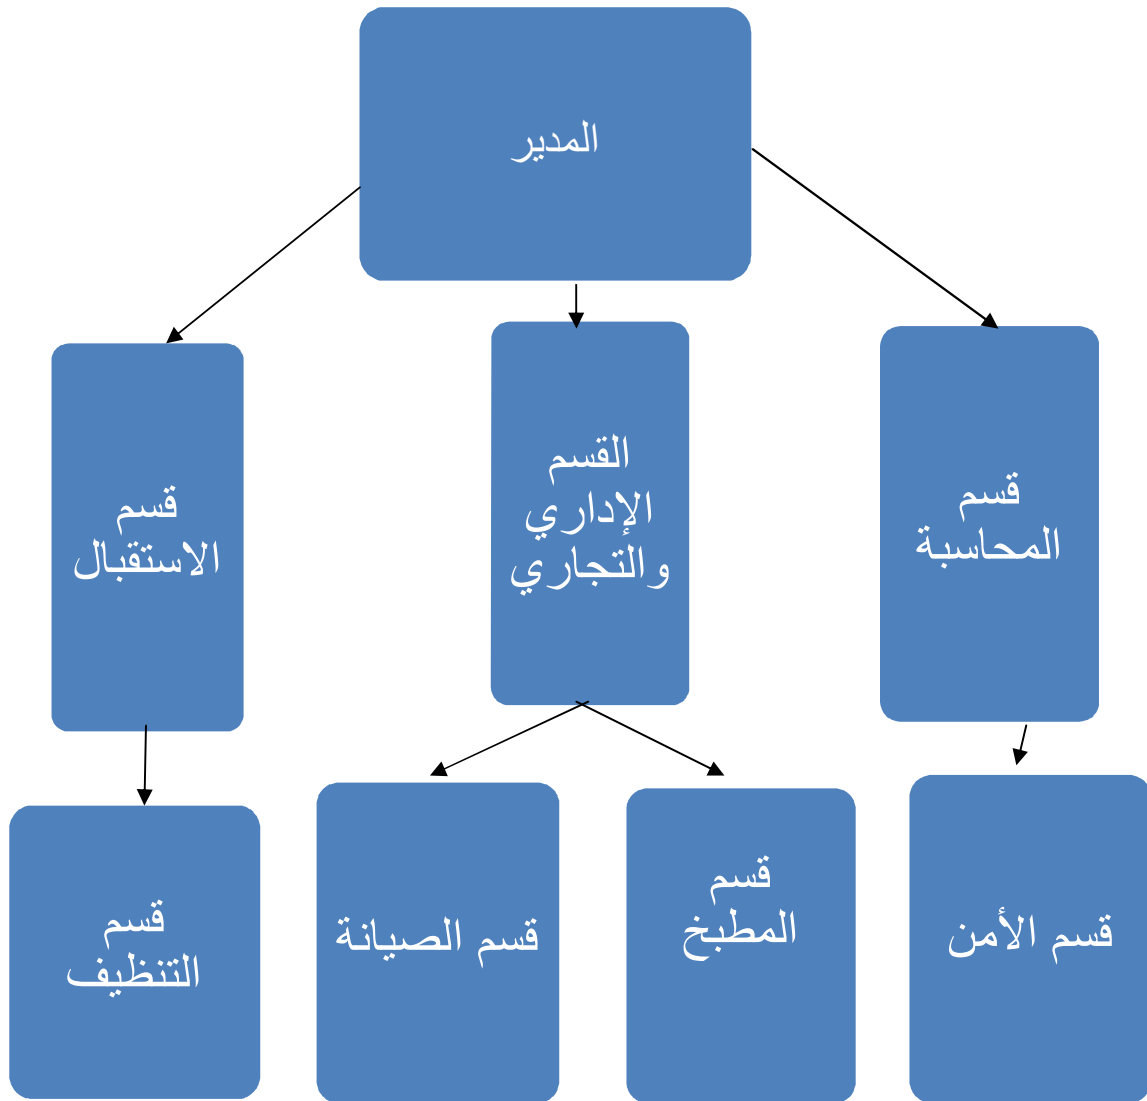 المدير
قسم
المحاسبة
القسم
الإداري
والتجاري
قسم
الاستقبال
قسم الأمن
قسم
المطبخ
قسم الصيانة
قسم
التنظيف